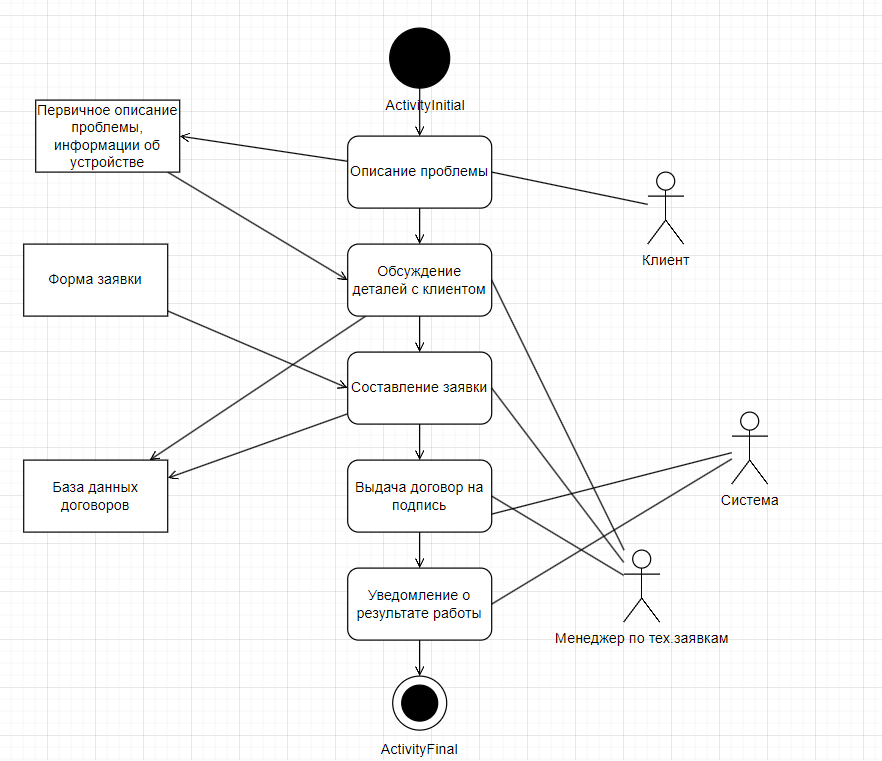 ActivityInitial
Первичное описание
проблемы,
информации об
устройстве
Описание проблемы
Клиент
Форма заявки
Обсуждение
деталей с клиентом
Составление заявки
База данных
договоров
Выдача договор на
подпись
Система
Уведомление о
результате работы
Менеджер по тех.заявкам
ActivityFinal